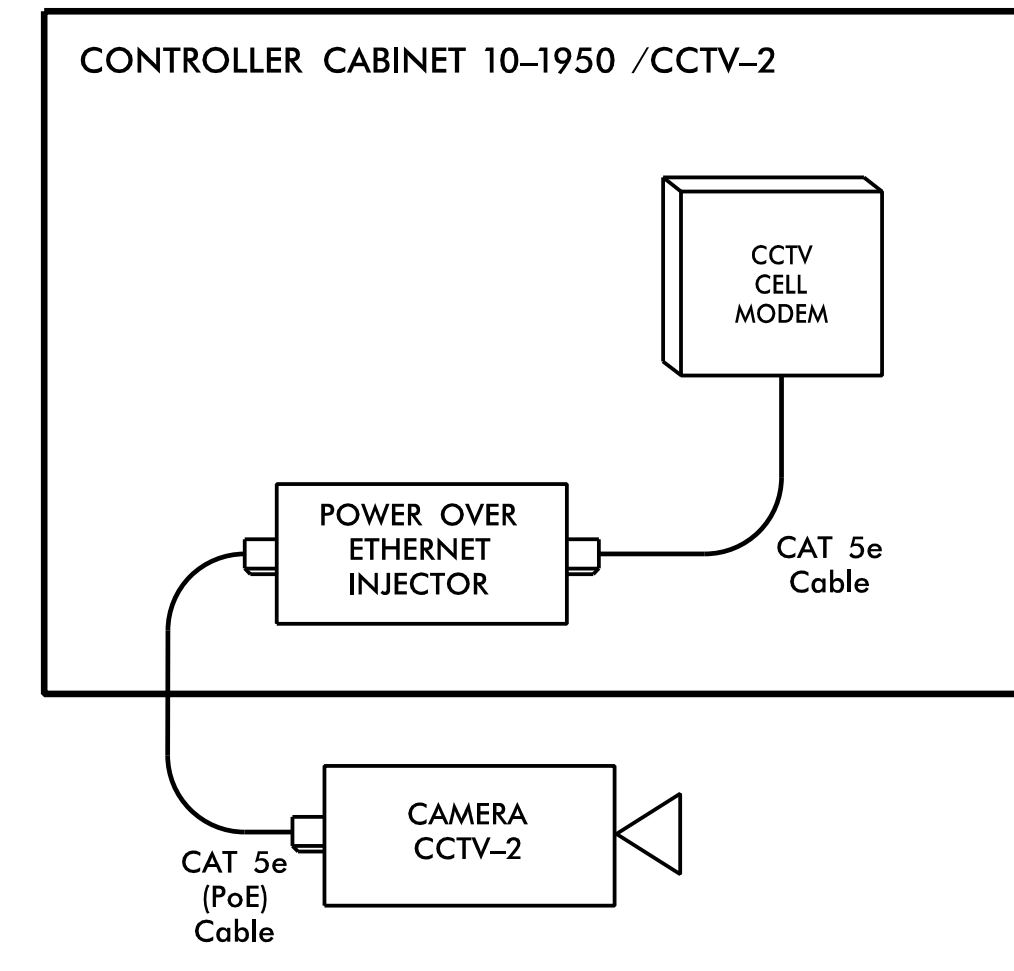 CONTROLLER CABINET 10–1950 /CCTV–2
CCTV
CELL
MODEM
POWER OVER
ETHERNET
INJECTOR
CAT 5e
Cable
CAMERA
CCTV–2
CAT 5e
(PoE)
Cable